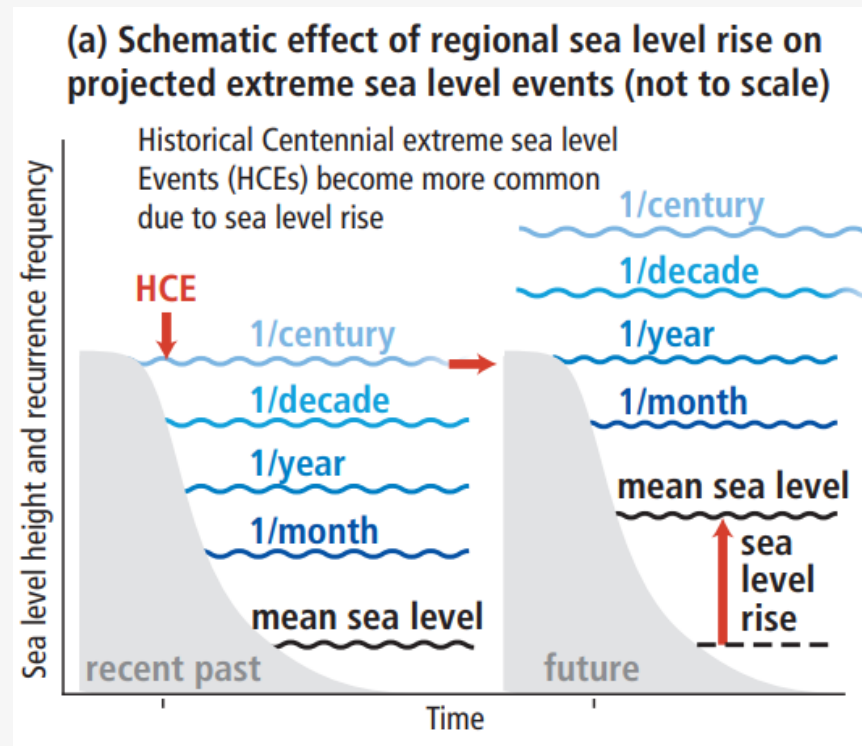 (a) Schematic effect of regional sea level rise on
projected extreme sea level events (not to scale)
Historical Centennial extreme sea level
Events (HCEs) become more common
due to sea level rise
Sea level height and recurrence frequency
HCE
1/century
1/decade
1/year
1/month
mean sea level
recent past
1/century
1/decade
1/year
1/month
mean sea level
sea
level
rise
future
Time